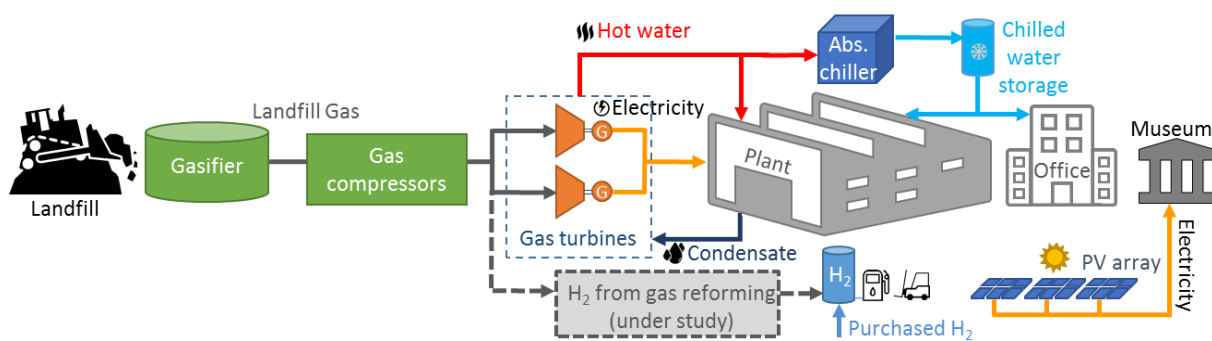 Hot water
Abs.
chiller
Chilled
water
storage
Landfill Gas
Electricity
Museum
Gasifier
Gas
compressors
G
G
Plant
Office
Landfill
Gas turbines
Condensate
Electricity
PV array
H2 from gas reforming
(under study)
H2
Purchased H2